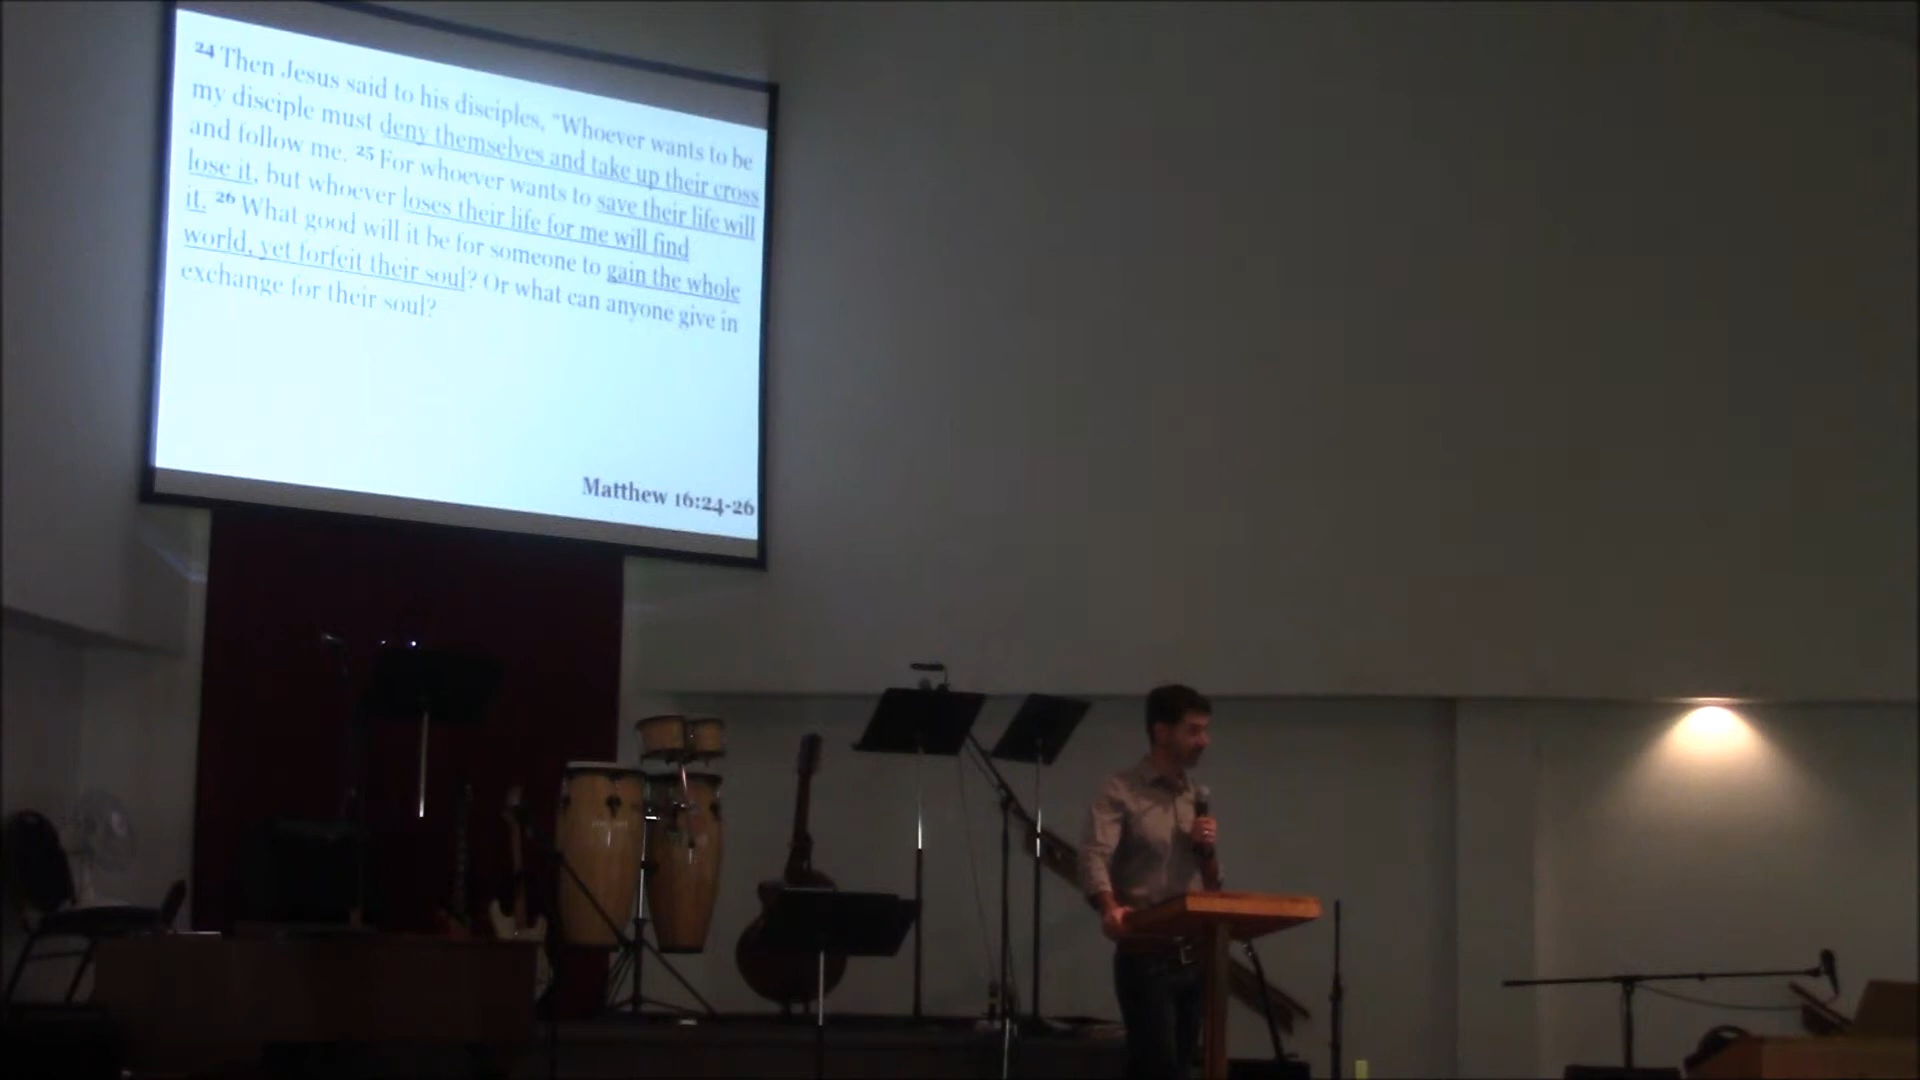 24 Then Jesus said to his disciples, "Whoever wants to be
my disciple must deny themselves and take up their cross
and follow me. 25 For whoever wants to save their life will
lose it, but whoever loses their life for me will find
it. 26 What good will it be for someone to gain the whole
world, yet forfeit their soul? Or what can anyone give in
exchange for their soul?
Matthew 16:24-26